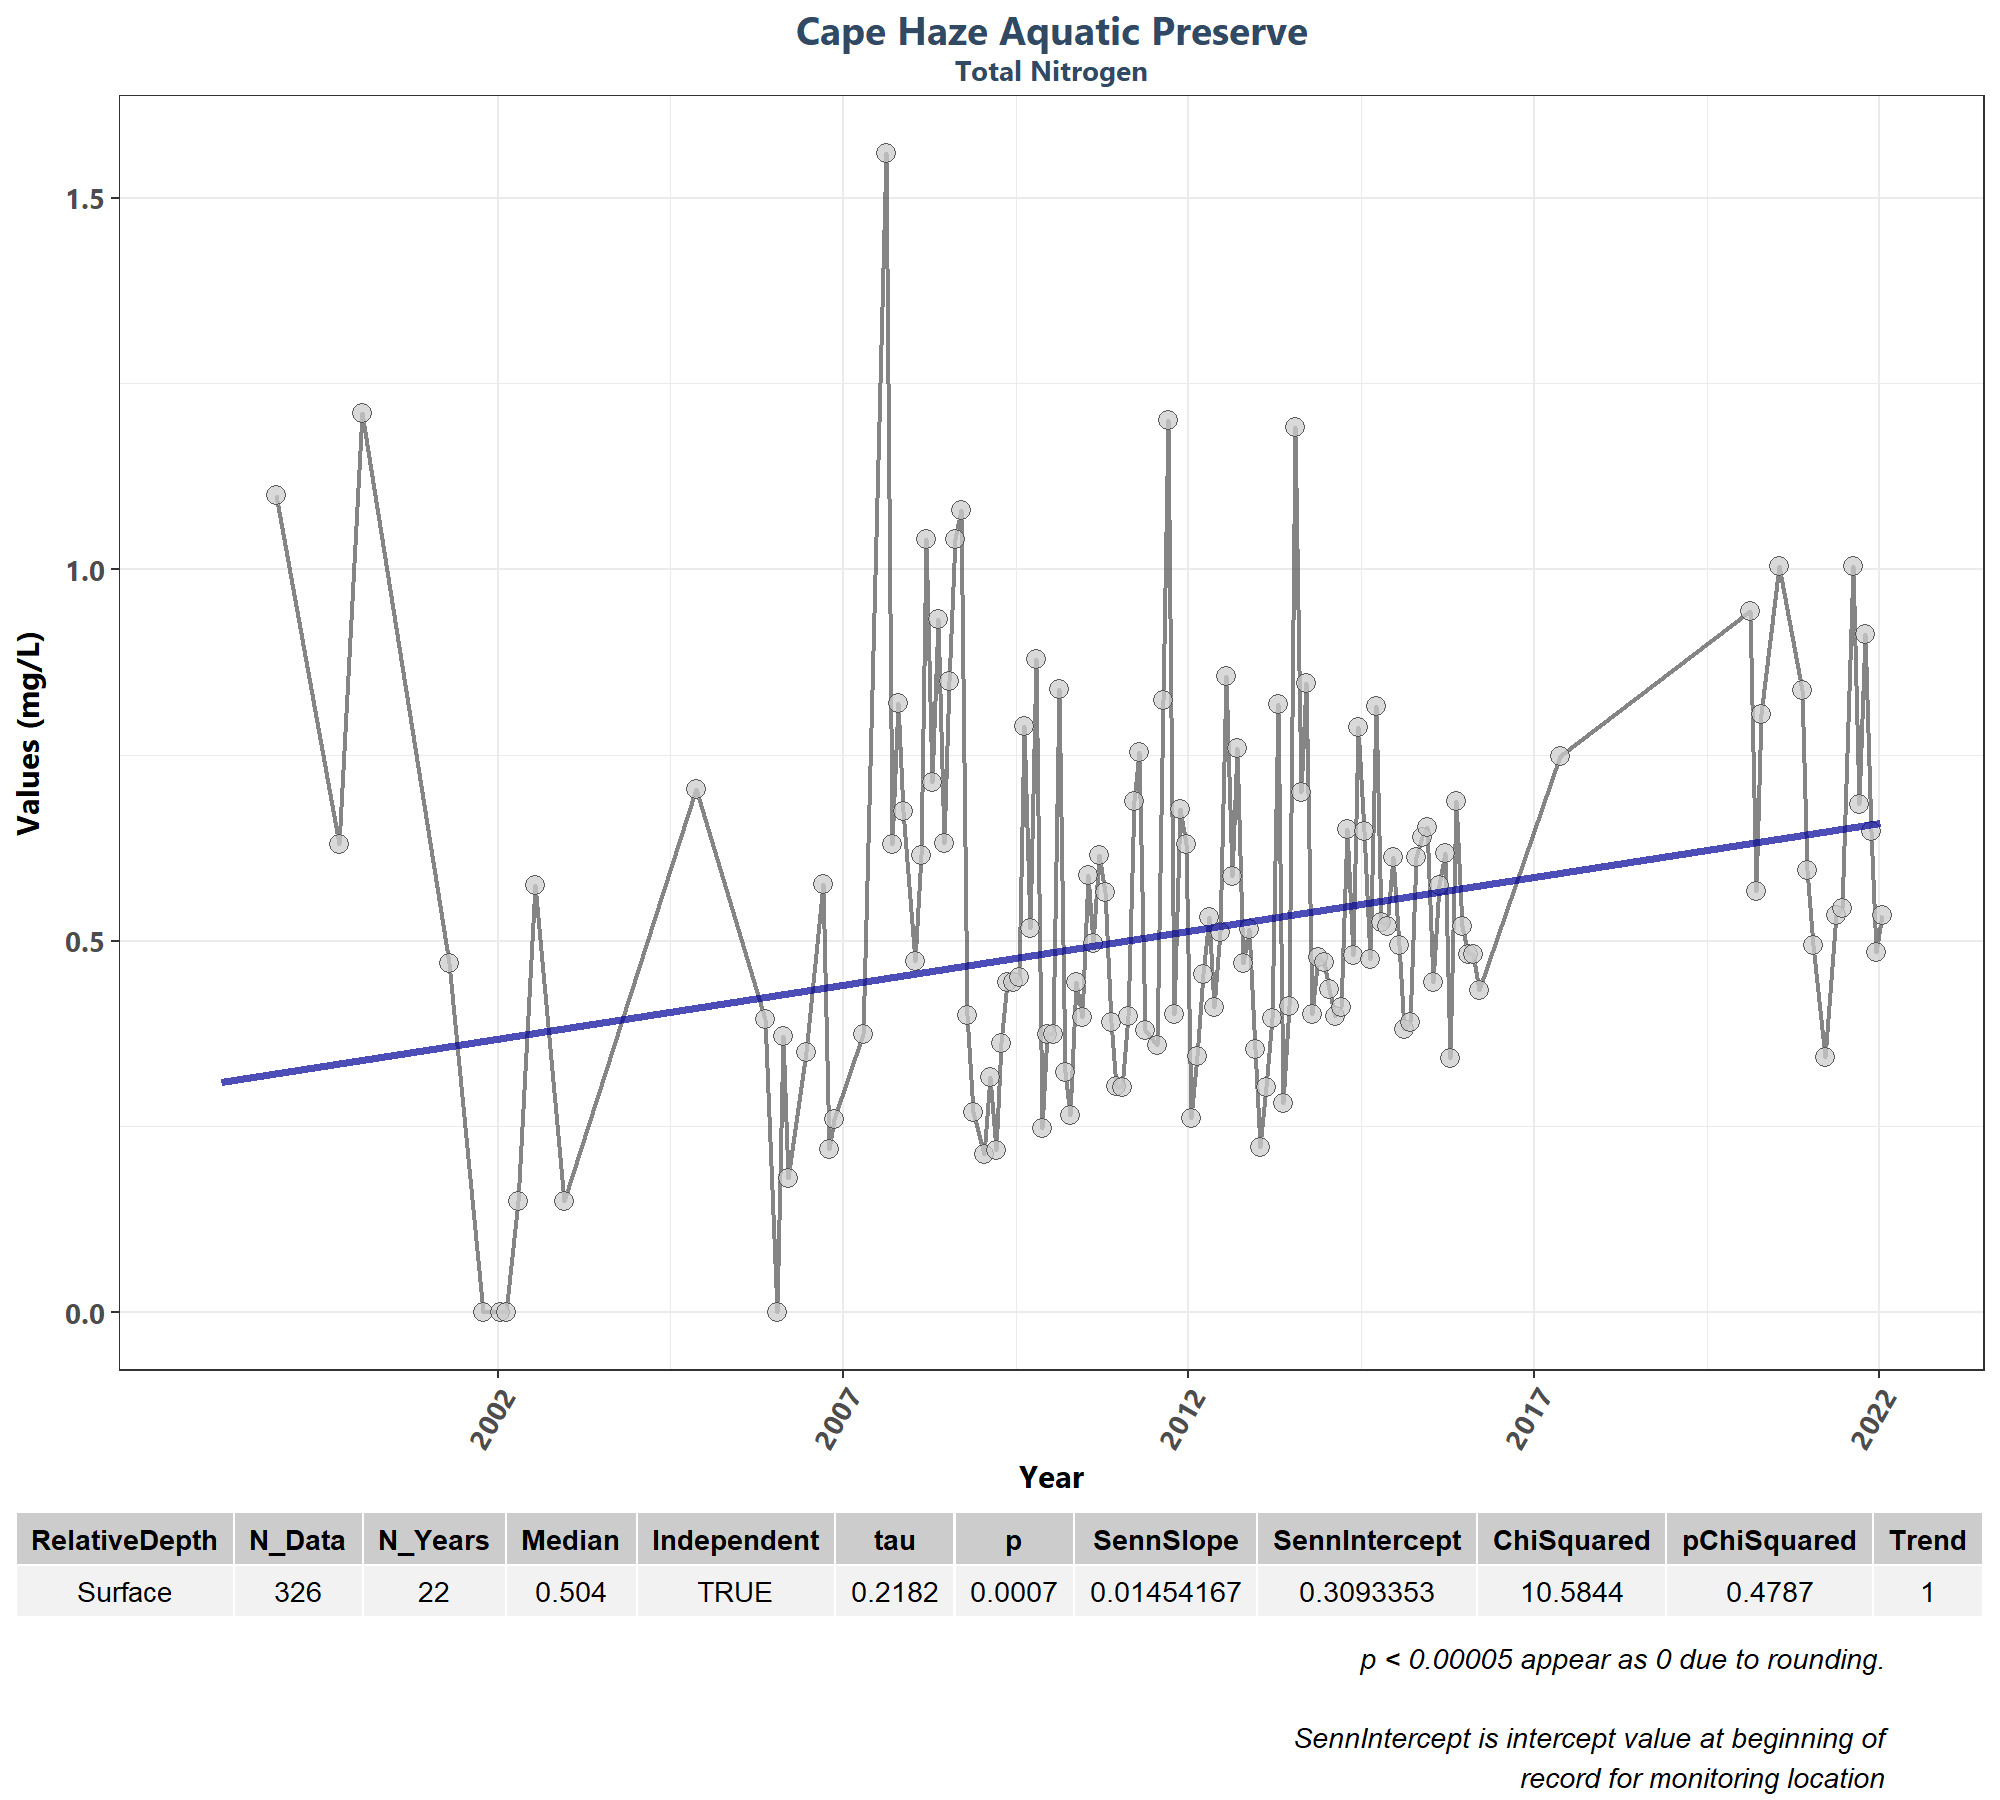 Cape Haze Aquatic Preserve
Total Nitrogen
Values (mg/L)
1.5
1.0
0.5
0.0
2002 2007 2012 2017 2022
Year
RelativeDepth N_Data N_Years Median Independent tau p SennSlope SennIntercept ChiSquared pChiSquared Trend
Surface 326 22 0.504 TRUE 0.2182 0.0007 0.01454167 0.3093353 10.5844 0.4787 1
p < 0.00005 appear as 0 due to rounding.
SennIntercept is intercept value at beginning of
record for monitoring location